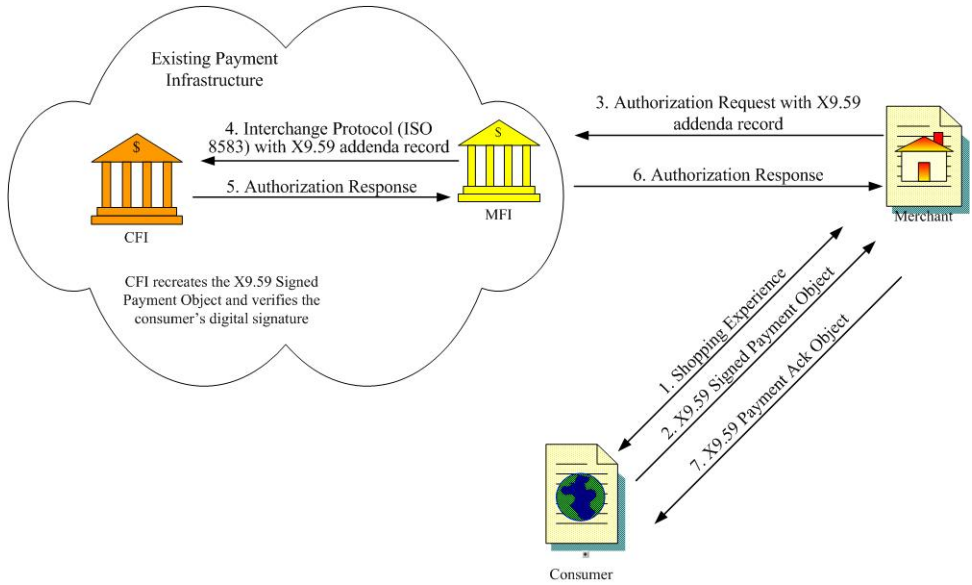 Existing Payment
Infrastructure
3. Authorization Request with X9.59
addenda record
4. Interchange Protocol (ISO
8583) with X9.59 addenda record
$
$
5. Authorization Response
6. Authorization Response
CFI
MFI
Merchant
CFI recreates the X9.59 Signed
Payment Object and verifies the
consumer's digital signature
1. Shopping Experience
2. X9.59 Signed Payment Object
7. X9.59 Payment Ack Object
Consumer